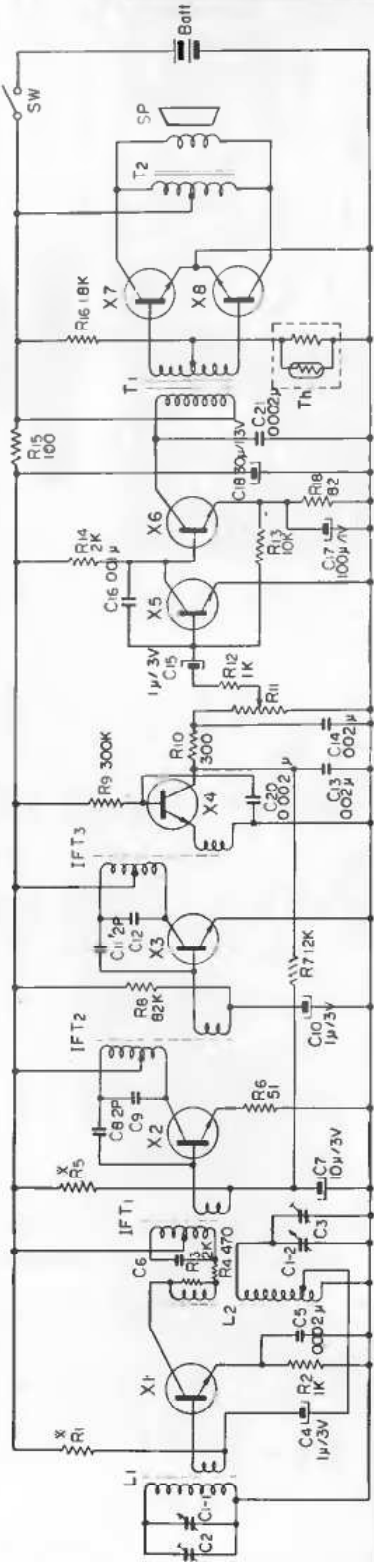 C2
C1-1
L1
*
R1
X1
C4
1μ/3V
R2
1K
C5
0.002μ
L2
R4 470
R3
2K
C6
IFT1
C1-2
C3
C7
10μ/3V
*
R5
X2
C8 2P
C9
R6
51
IFT2
R8
82K
C10
1μ/3V
R7 12K
X3
C11 2P
C12
IFT3
R9 300K
X4
C20
0.002μ
C13
0.02μ
C14
0.02μ
R10
300
R11
R12
1K
1μ/3V
C15
X5
C16 0.01μ
R14
2K
X6
R13
10K
C17
100μ/1V
R18
82
C18 30μ/13V
C21
0.002μ
R15
100
T1
R16 1.8K
Th
X7
X8
T2
SP
SW
Batt